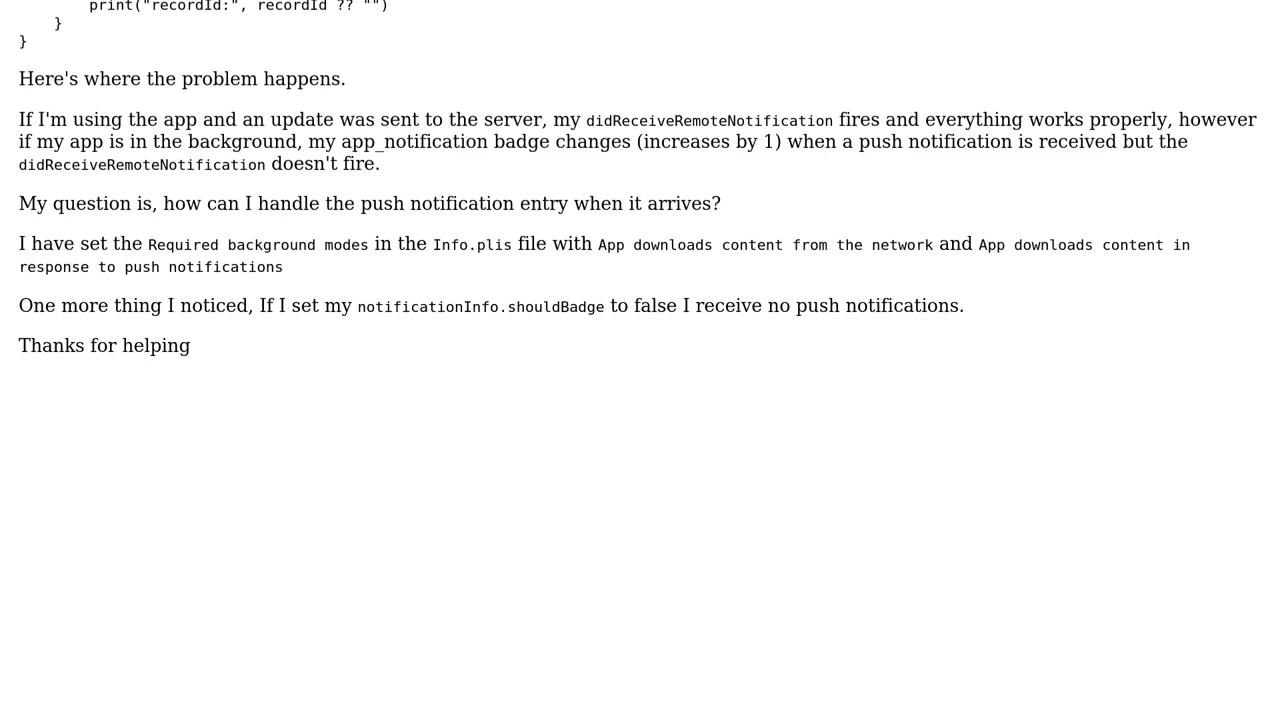 print("recordId:", recordId ?? "")
}
}
Here's where the problem happens.
If I'm using the app and an update was sent to the server, my didReceiveRemoteNotification fires and everything works properly, however
if my app is in the background, my app_notification badge changes (increases by 1) when a push notification is received but the
didReceiveRemoteNotification doesn't fire.
My question is, how can I handle the push notification entry when it arrives?
I have set the Required background modes in the Info.plis file with App downloads content from the network and App downloads content in
response to push notifications
One more thing I noticed, If I set my notificationInfo.shouldBadge to false I receive no push notifications.
Thanks for helping